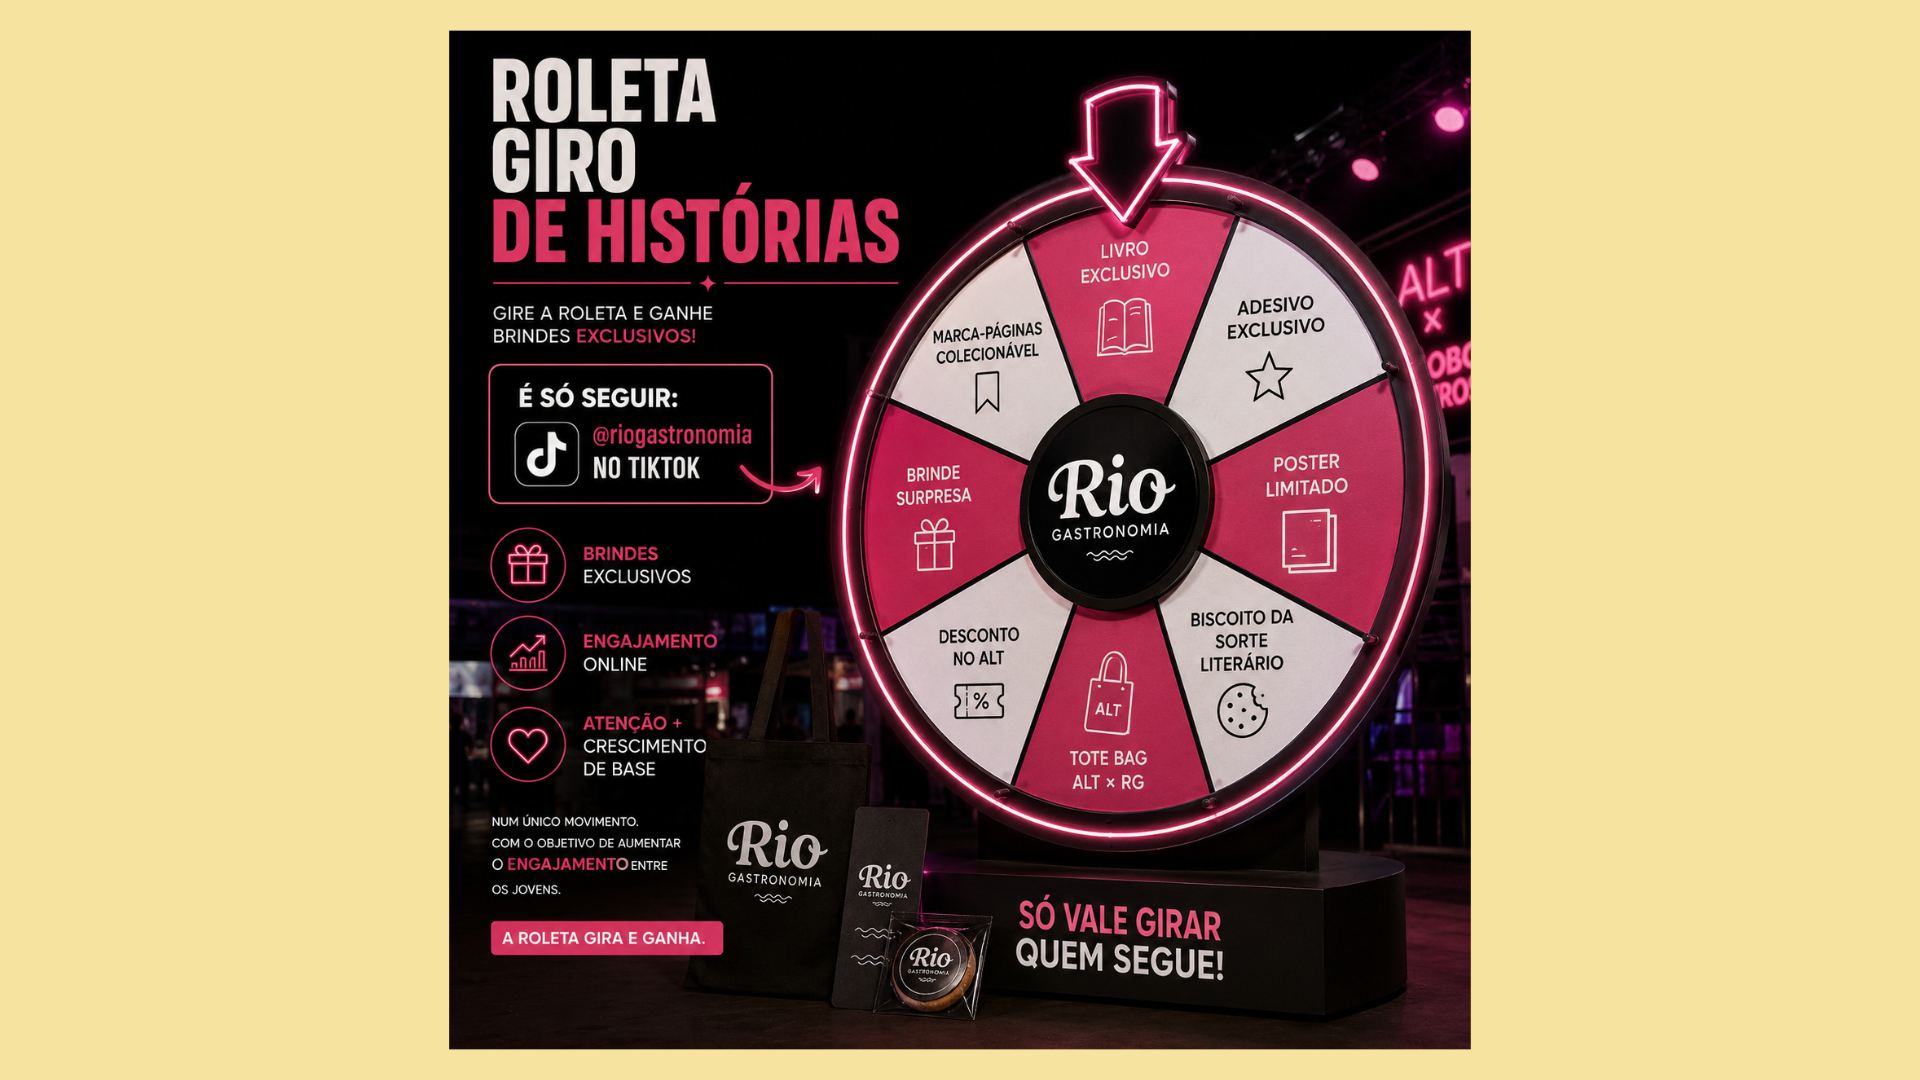 ROLETA
GIRO
DE HISTÓRIAS
GIRE A ROLETA E GANHE
BRINDES EXCLUSIVOS!
É SÓ SEGUIR:
@riogastronomia
NO TIKTOK
BRINDES
EXCLUSIVOS
ENGAJAMENTO
ONLINE
ATENÇÃO +
CRESCIMENTO
DE BASE
NUM ÚNICO MOVIMENTO.
COM O OBJETIVO DE AUMENTAR
O ENGAJAMENTO ENTRE
OS JOVENS.
A ROLETA GIRA E GANHA.
LIVRO
EXCLUSIVO
ADESIVO
EXCLUSIVO
POSTER
LIMITADO
BISCOITO DA
SORTE
LITERÁRIO
ALT
TOTE BAG
ALT × RG
DESCONTO
NO ALT
%
BRINDE
SURPRESA
MARCA-PÁGINAS
COLECIONÁVEL
Rio
GASTRONOMIA
ALT
×
Rio
GASTRONOMIA
Rio
GASTRONOMIA
Rio
GASTRONOMIA
SÓ VALE GIRAR
QUEM SEGUE!